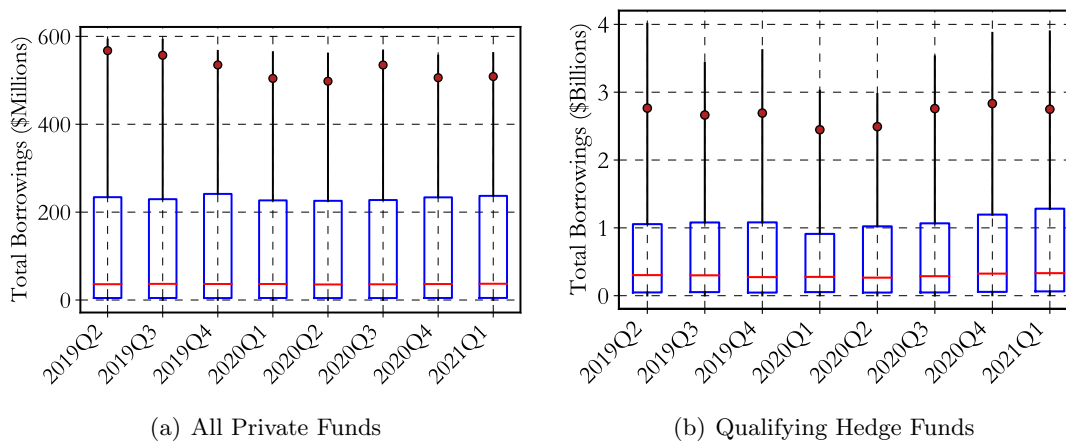 Total Borrowings ($Millions)
600
400
200
0
2019Q2
2019Q3
2019Q4
2020Q1
2020Q2
2020Q3
2020Q4
2021Q1
(a) All Private Funds
Total Borrowings ($Billions)
4
3
2
1
0
2019Q2
2019Q3
2019Q4
2020Q1
2020Q2
2020Q3
2020Q4
2021Q1
(b) Qualifying Hedge Funds